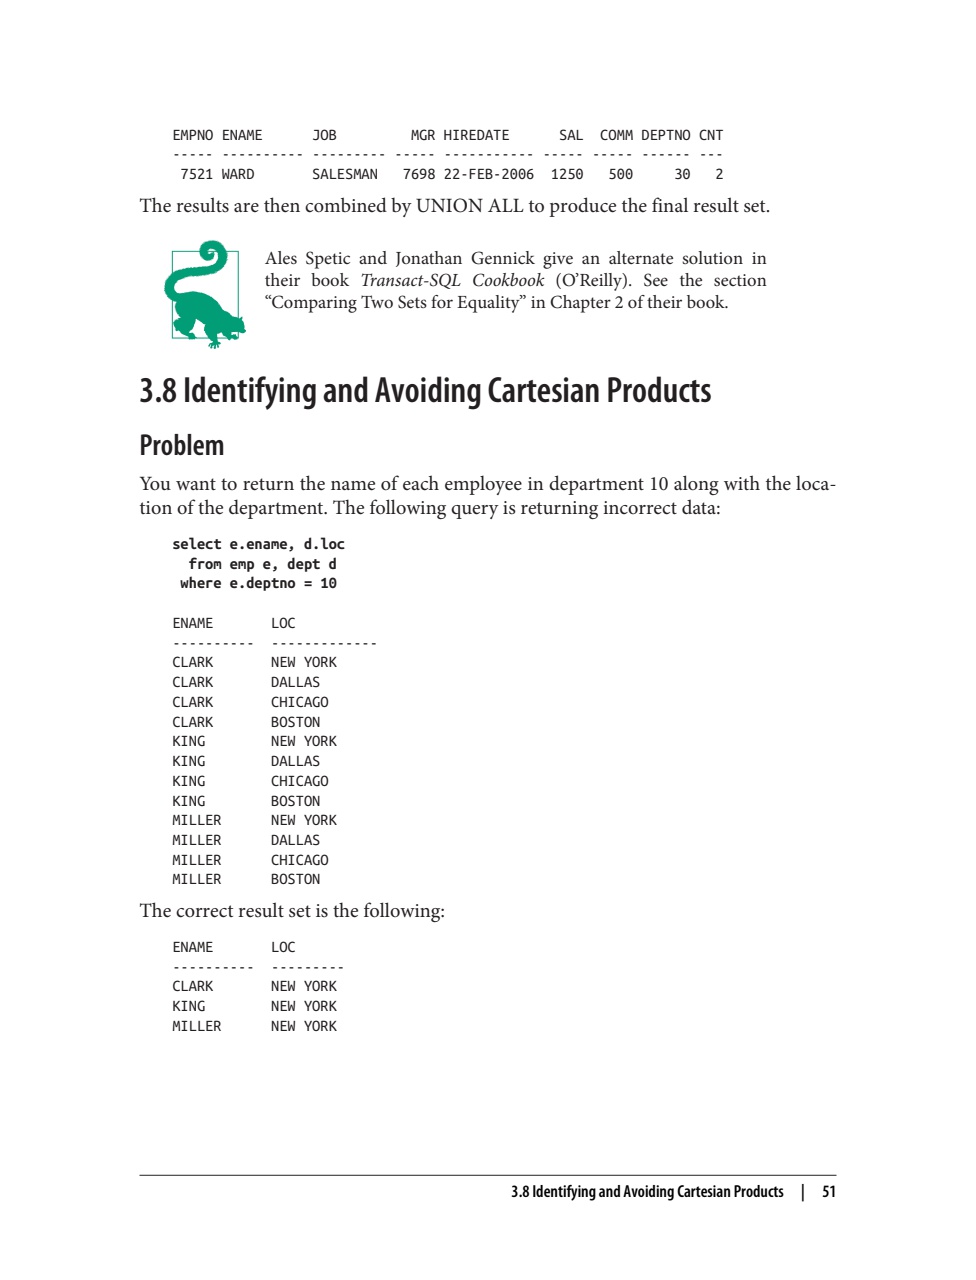 EMPNO ENAME      JOB         MGR HIREDATE      SAL  COMM DEPTNO CNT
----- ---------- --------- ----- ----------- ----- ----- ------ ---
 7521 WARD       SALESMAN   7698 22-FEB-2006  1250   500     30   2
The results are then combined by UNION ALL to produce the final result set.
Ales Spetic and Jonathan Gennick give an alternate solution in
their book Transact-SQL Cookbook (O’Reilly). See the section
“Comparing Two Sets for Equality” in Chapter 2 of their book.
3.8 Identifying and Avoiding Cartesian Products
Problem
You want to return the name of each employee in department 10 along with the loca-
tion of the department. The following query is returning incorrect data:
select e.ename, d.loc
  from emp e, dept d
 where e.deptno = 10
ENAME       LOC
----------  -------------
CLARK       NEW YORK
CLARK       DALLAS
CLARK       CHICAGO
CLARK       BOSTON
KING        NEW YORK
KING        DALLAS
KING        CHICAGO
KING        BOSTON
MILLER      NEW YORK
MILLER      DALLAS
MILLER      CHICAGO
MILLER      BOSTON
The correct result set is the following:
ENAME       LOC
----------  ---------
CLARK       NEW YORK
KING        NEW YORK
MILLER      NEW YORK
3.8 Identifying and Avoiding Cartesian Products | 51